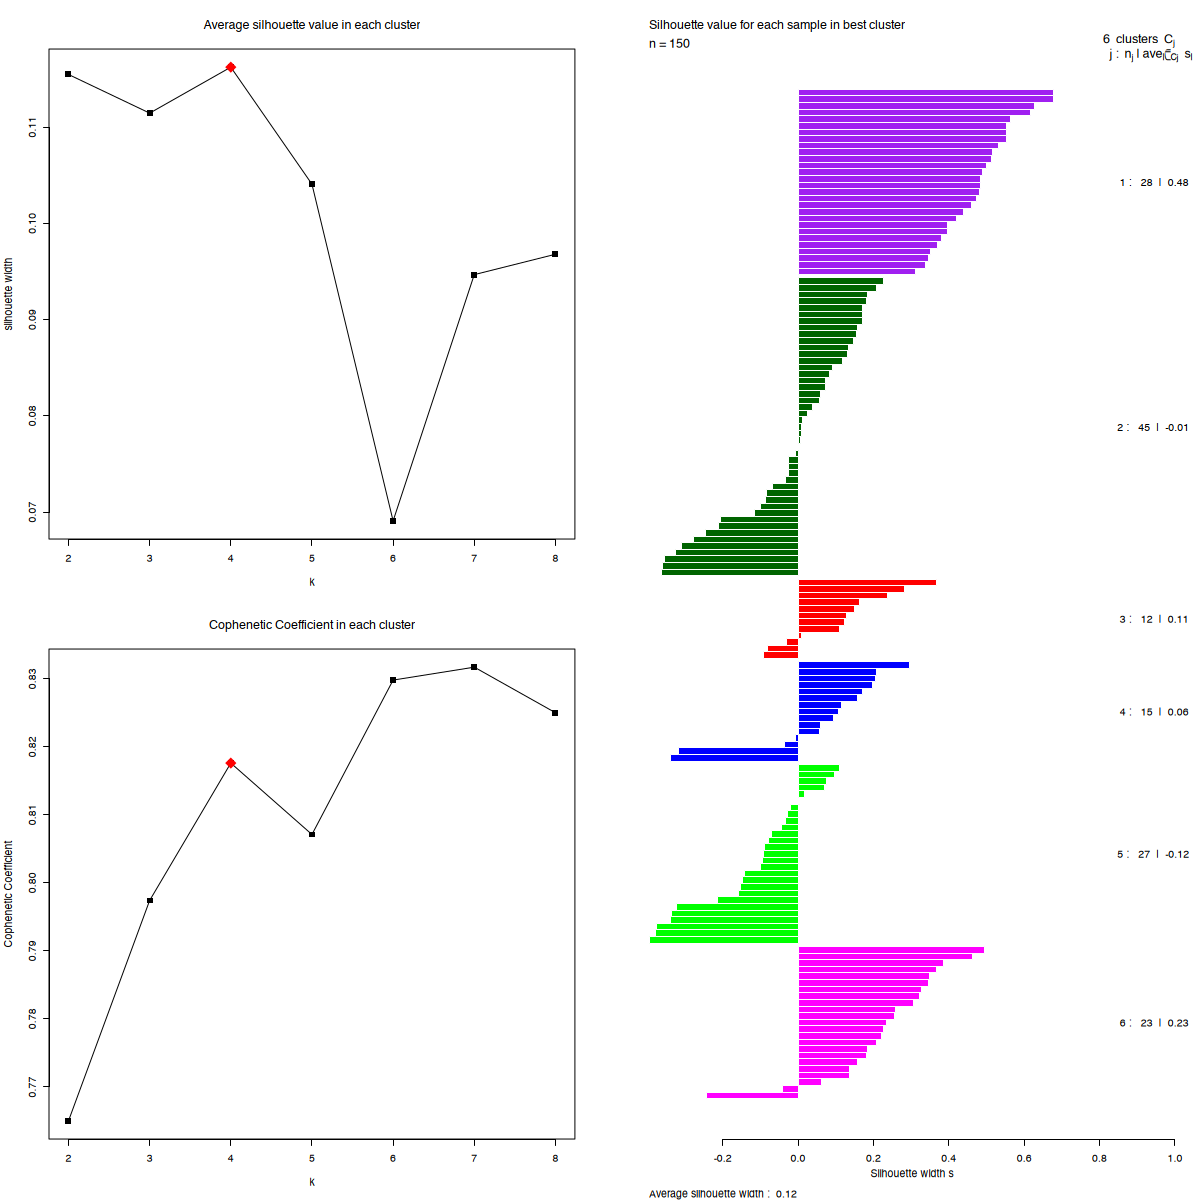 Average silhouette value in each cluster
silhouette width
0.07
0.08
0.09
0.10
0.11
2 3 4 5 6 7 8
k
Cophenetic Coefficient in each cluster
Cophenetic Coefficient
0.77
0.78
0.79
0.80
0.81
0.82
0.83
2 3 4 5 6 7 8
k
Silhouette value for each sample in best cluster
n = 150
6 clusters Cj
j : nj | avei∈Cj si
1 : 28 | 0.48
2 : 45 | -0.01
3 : 12 | 0.11
4 : 15 | 0.06
5 : 27 | -0.12
6 : 23 | 0.23
-0.2 0.0 0.2 0.4 0.6 0.8 1.0
Silhouette width s
Average silhouette width : 0.12